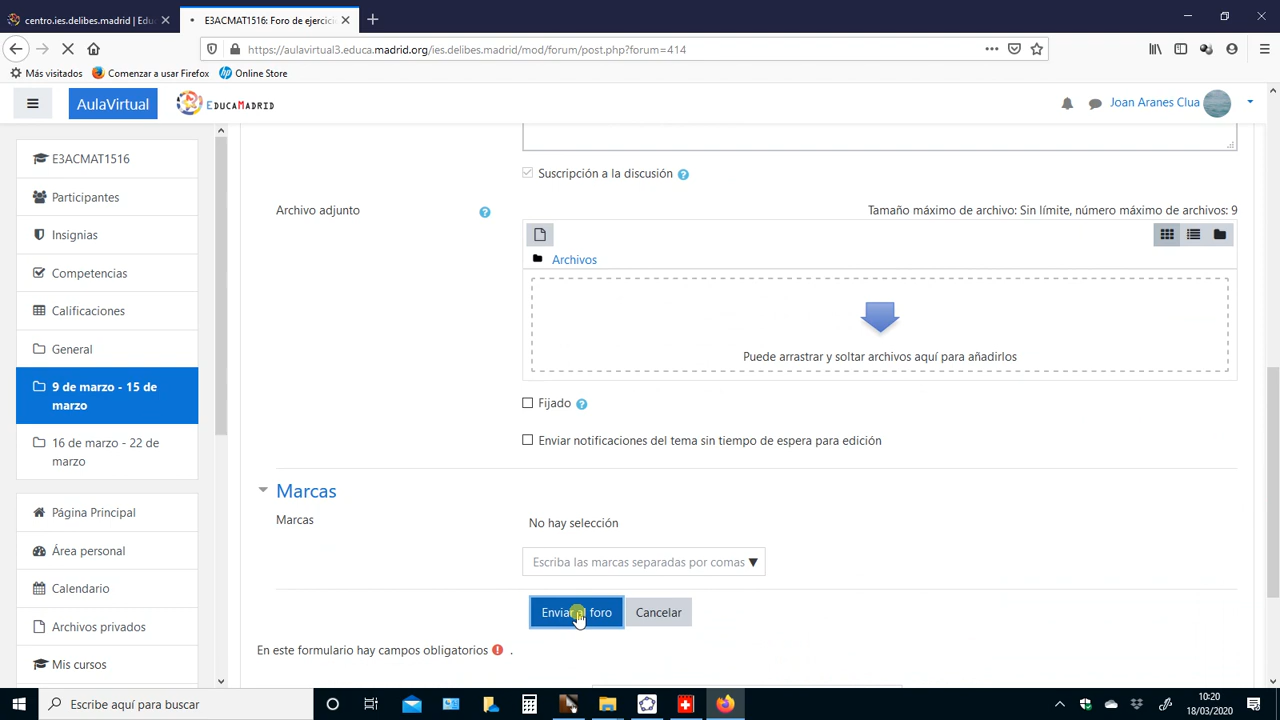 centro.ies.delibes.madrid | Edu
E3ACMAT1516: Foro de ejercici
https://aulavirtual3.educa.madrid.org/ies.delibes.madrid/mod/forum/post.php?forum=414
Más visitados
Comenzar a usar Firefox
Online Store
AulaVirtual
EDUCAMADRID
Joan Aranes Clua
E3ACMAT1516
Participantes
Insignias
Competencias
Calificaciones
General
9 de marzo - 15 de
marzo
16 de marzo - 22 de
marzo
Página Principal
Área personal
Calendario
Archivos privados
Mis cursos
Suscripción a la discusión
Archivo adjunto
Tamaño máximo de archivo: Sin límite, número máximo de archivos: 9
Archivos
Puede arrastrar y soltar archivos aquí para añadirlos
Fijado
Enviar notificaciones del tema sin tiempo de espera para edición
Marcas
Marcas
No hay selección
Escriba las marcas separadas por comas
Enviar al foro
Cancelar
En este formulario hay campos obligatorios .
Escribe aquí para buscar
10:20
18/03/2020